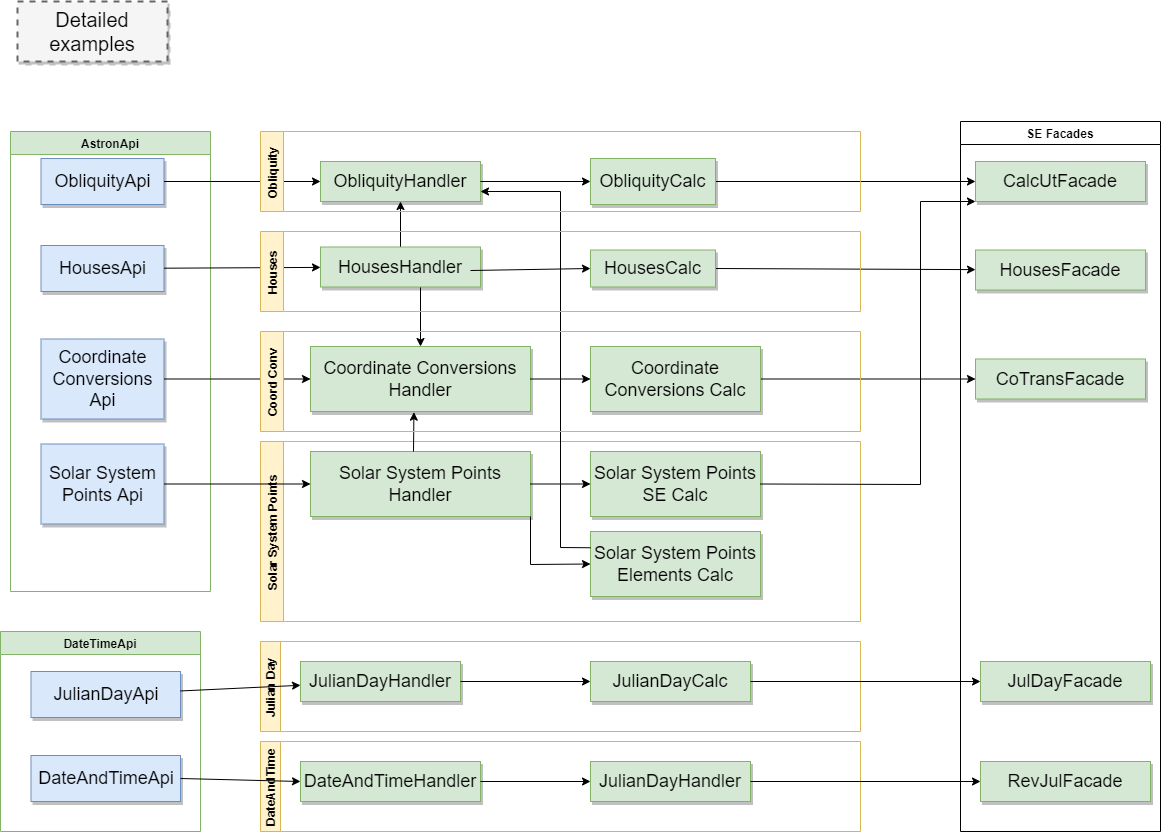 Detailed
examples
AstronApi
SE Facades
Obliquity
ObliquityApi
ObliquityHandler
ObliquityCalc
CalcUtFacade
Houses
HousesApi
HousesHandler
HousesCalc
HousesFacade
Coord Conv
Coordinate
Conversions
Api
Coordinate Conversions
Handler
Coordinate
Conversions Calc
CoTransFacade
Solar System Points
Solar System
Points Api
Solar System Points
Handler
Solar System Points
SE Calc
Solar System Points
Elements Calc
DateTimeApi
Julian Day
JulianDayApi
JulianDayHandler
JulianDayCalc
JulDayFacade
DateAndTime
DateAndTimeApi
DateAndTimeHandler
JulianDayHandler
RevJulFacade